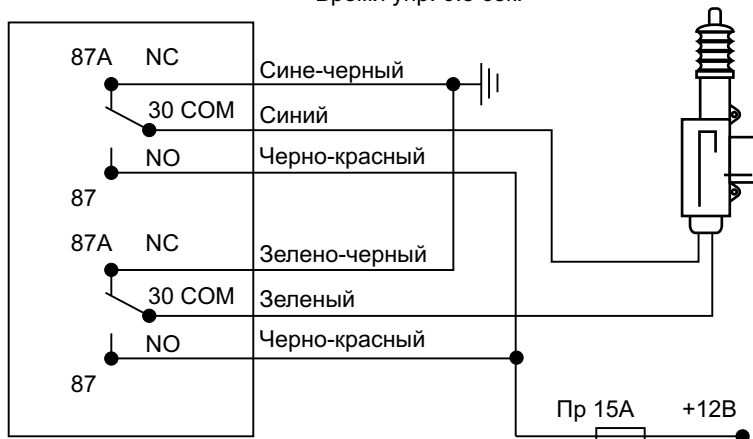 87A NC
Сине-черный
30 COM
Синий
NO
Черно-красный
87
87A NC
Зелено-черный
30 COM
Зеленый
NO
Черно-красный
87
Пр 15А +12В